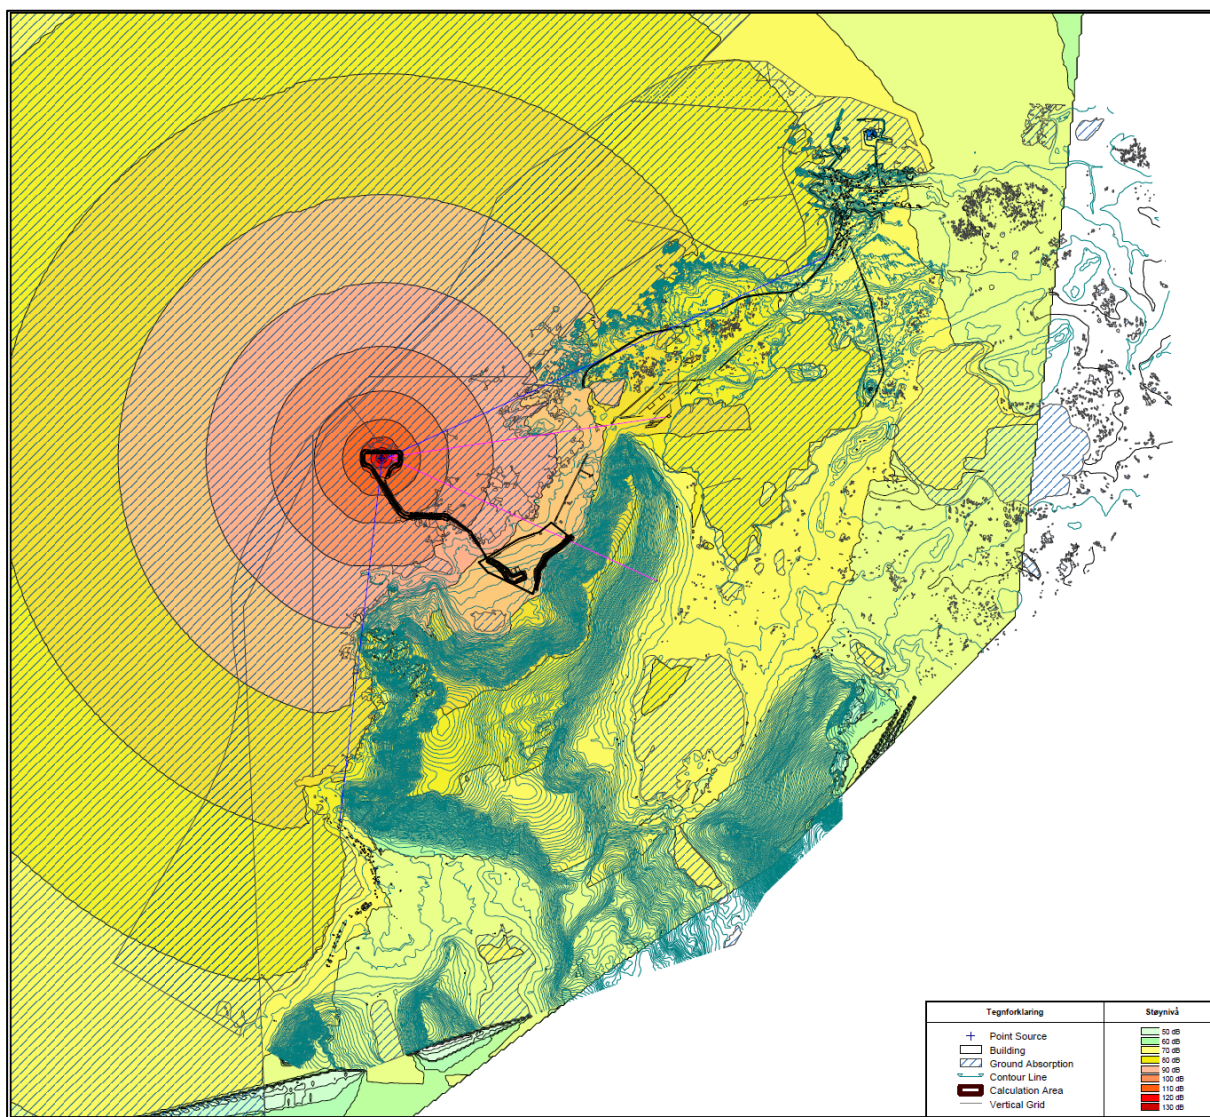 Tegnforklaring
Støynivå
Point Source
Building
Ground Absorption
Contour Line
Calculation Area
Vertical Grid
50 dB
60 dB
70 dB
80 dB
90 dB
100 dB
110 dB
120 dB
130 dB